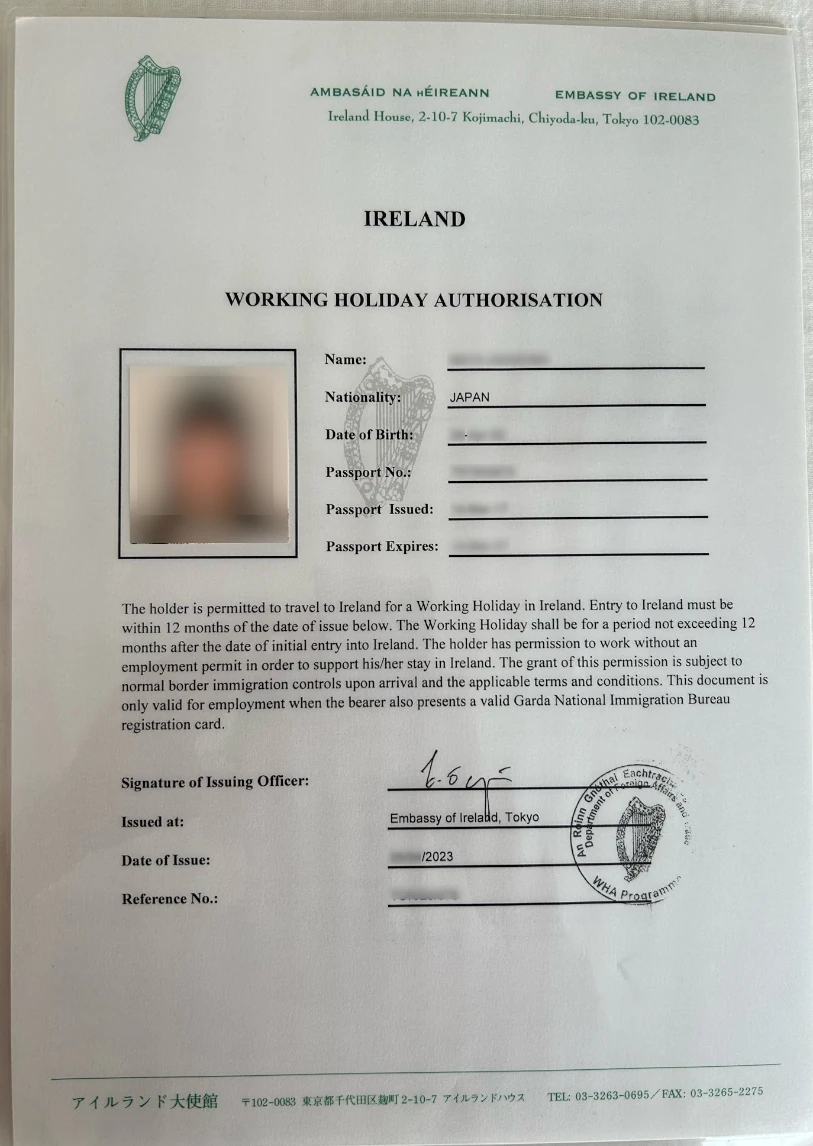 AMBASÁID NA hÉIREANN EMBASSY OF IRELAND
Ireland House, 2-10-7 Kojimachi, Chiyoda-ku, Tokyo 102-0083
IRELAND
WORKING HOLIDAY AUTHORISATION
Name:
Nationality: JAPAN
Date of Birth:
Passport No.:
Passport Issued:
Passport Expires:
The holder is permitted to travel to Ireland for a Working Holiday in Ireland. Entry to Ireland must be
within 12 months of the date of issue below. The Working Holiday shall be for a period not exceeding 12
months after the date of initial entry into Ireland. The holder has permission to work without an
employment permit in order to support his/her stay in Ireland. The grant of this permission is subject to
normal border immigration controls upon arrival and the applicable terms and conditions. This document is
only valid for employment when the bearer also presents a valid Garda National Immigration Bureau
registration card.
Signature of Issuing Officer:
Issued at: Embassy of Ireland, Tokyo
Date of Issue: /2023
Reference No.:
An Roinn Gnóthaí Eachtracha
Department of Foreign Affairs and
WHA Programme
アイルランド大使館 〒102-0083 東京都千代田区麹町2-10-7 アイルランドハウス TEL: 03-3263-0695/FAX: 03-3265-2275